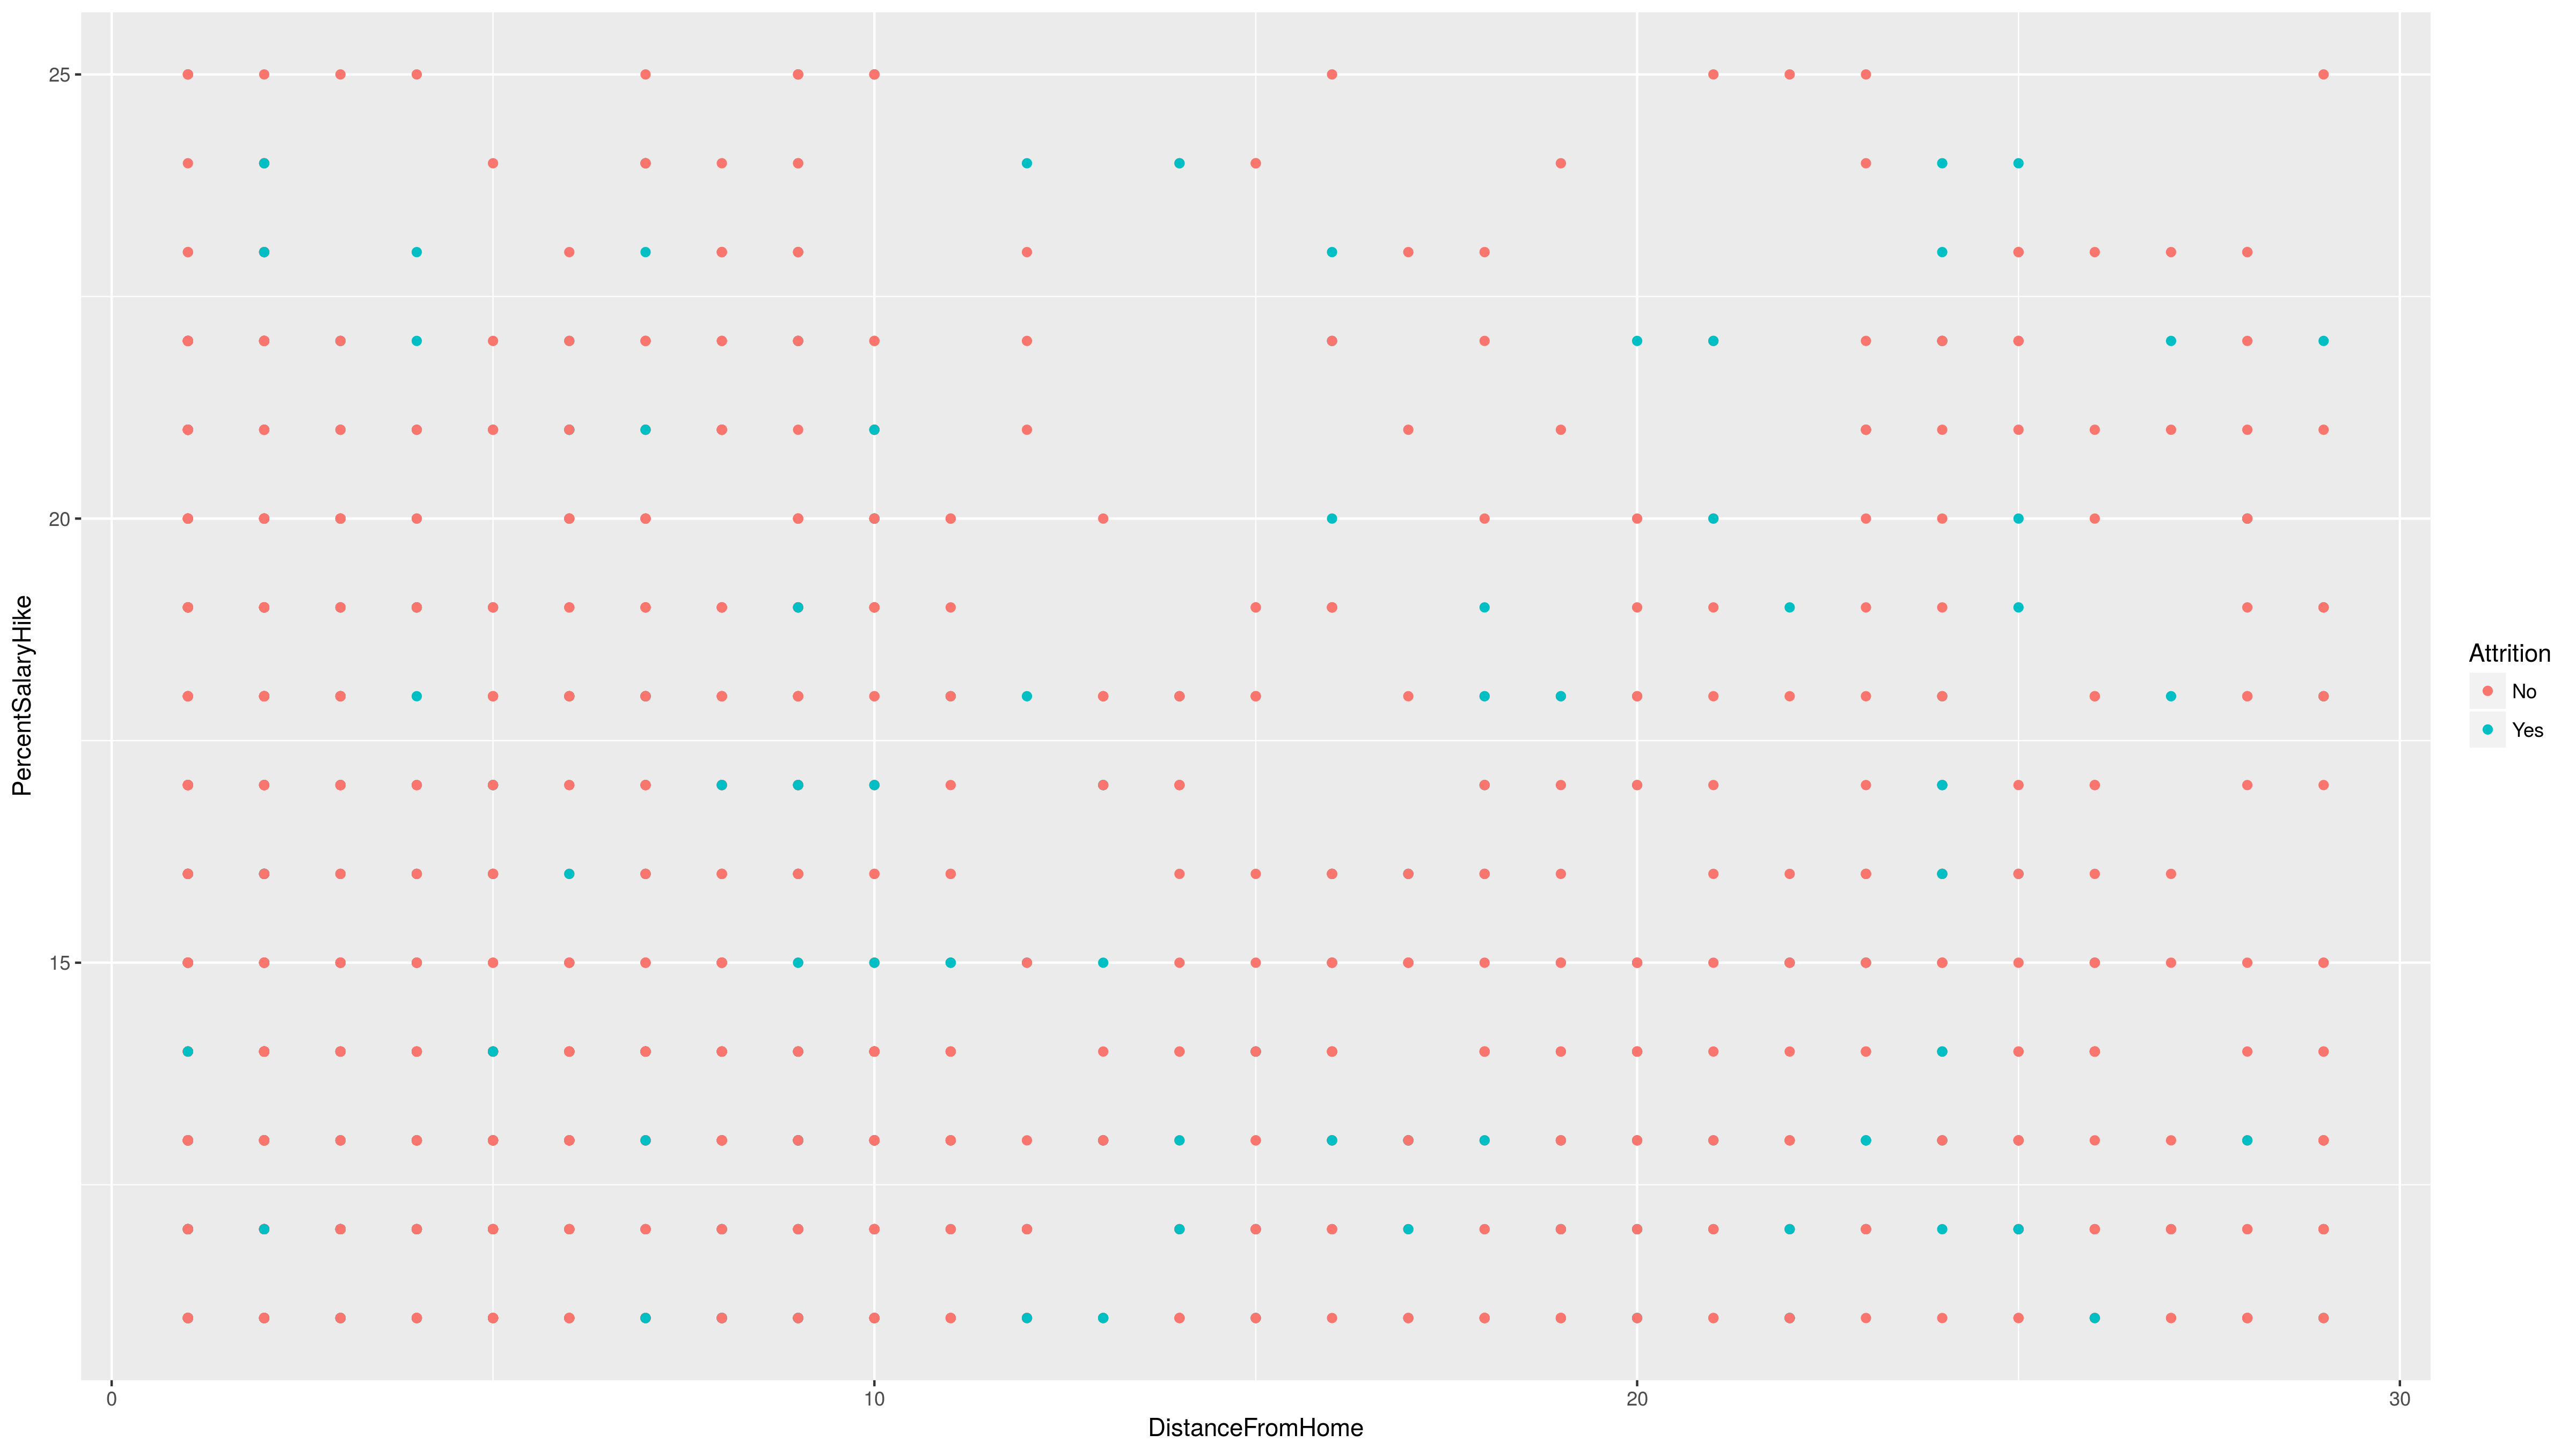 25
20
15
PercentSalaryHike
0
10
20
30
DistanceFromHome
Attrition
No
Yes